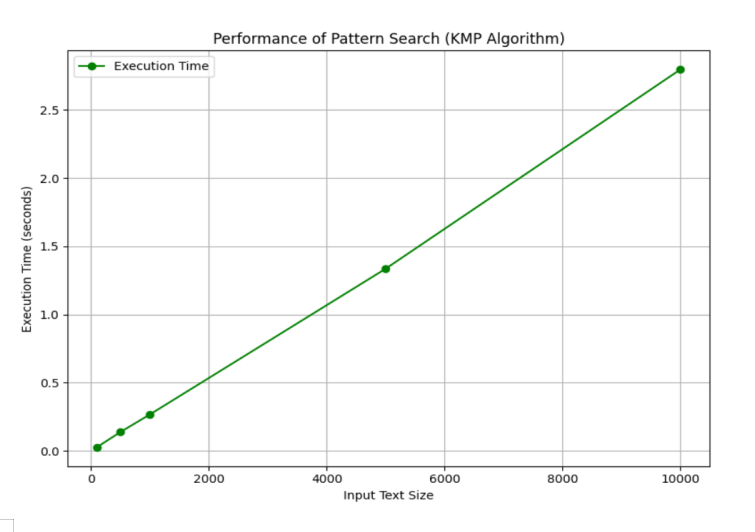 Performance of Pattern Search (KMP Algorithm)
Execution Time
2.5
2.0
1.5
1.0
0.5
0.0
Execution Time (seconds)
0 2000 4000 6000 8000 10000
Input Text Size